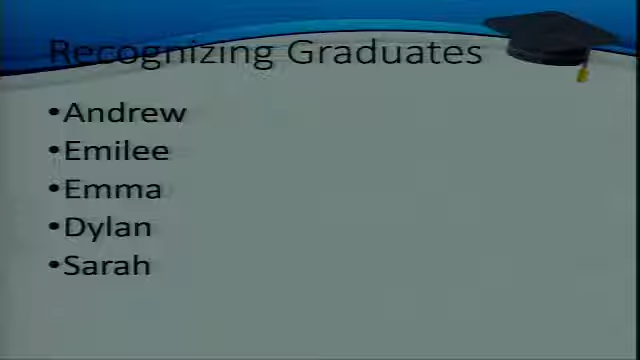 Recognizing Graduates
•Andrew
•Emilee
•Emma
•Dylan
•Sarah